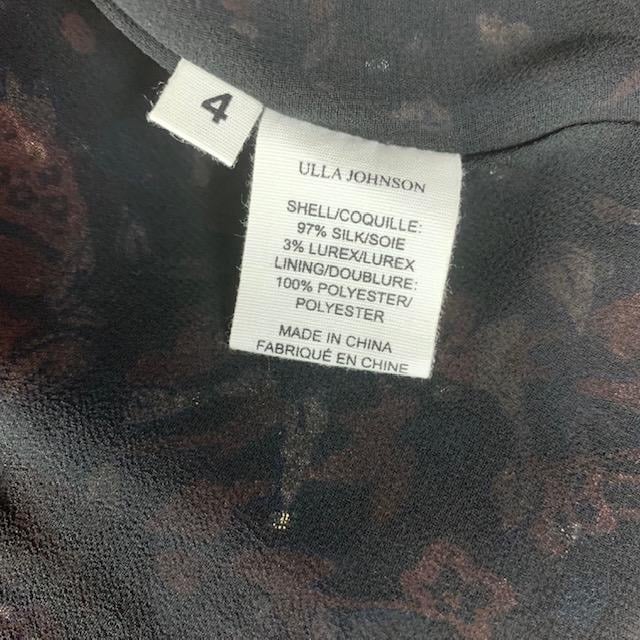 4
ULLA JOHNSON
SHELL/COQUILLE:
97% SILK/SOIE
3% LUREX/LUREX
LINING/DOUBLURE:
100% POLYESTER/
POLYESTER
MADE IN CHINA
FABRIQUÉ EN CHINE